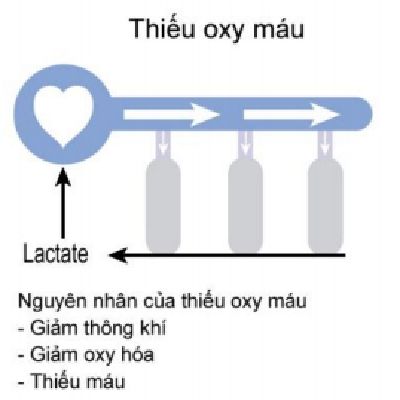 Thiếu oxy máu
Lactate
Nguyên nhân của thiếu oxy máu
- Giảm thông khí
- Giảm oxy hóa
- Thiếu máu